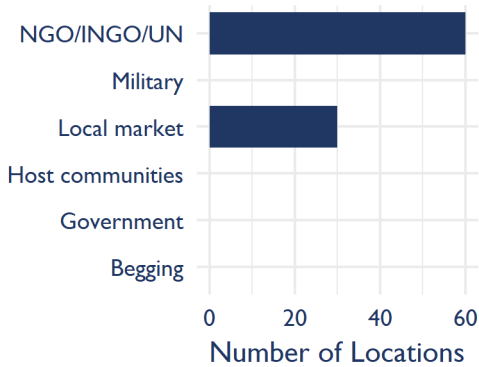 NGO/INGO/UN
Military
Local market
Host communities
Government
Begging
0 20 40 60
Number of Locations